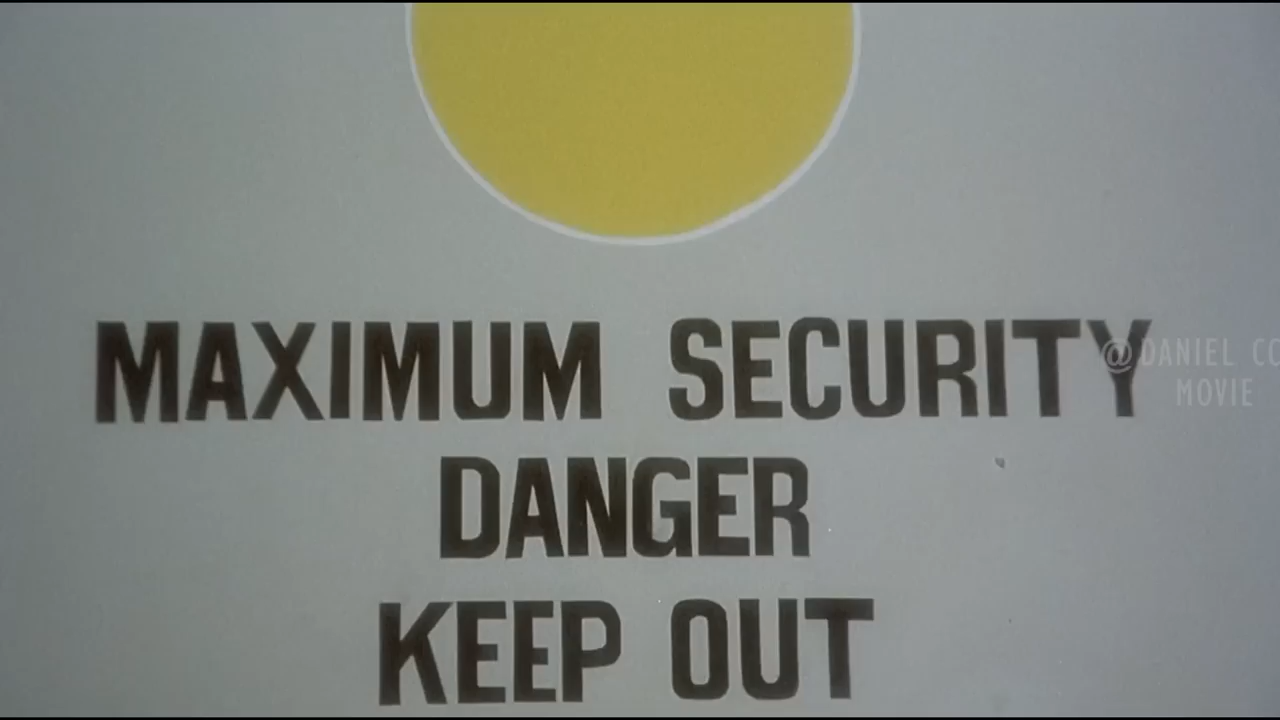 MAXIMUM SECURITY
DANGER
KEEP OUT
@DANIEL
MOVIE